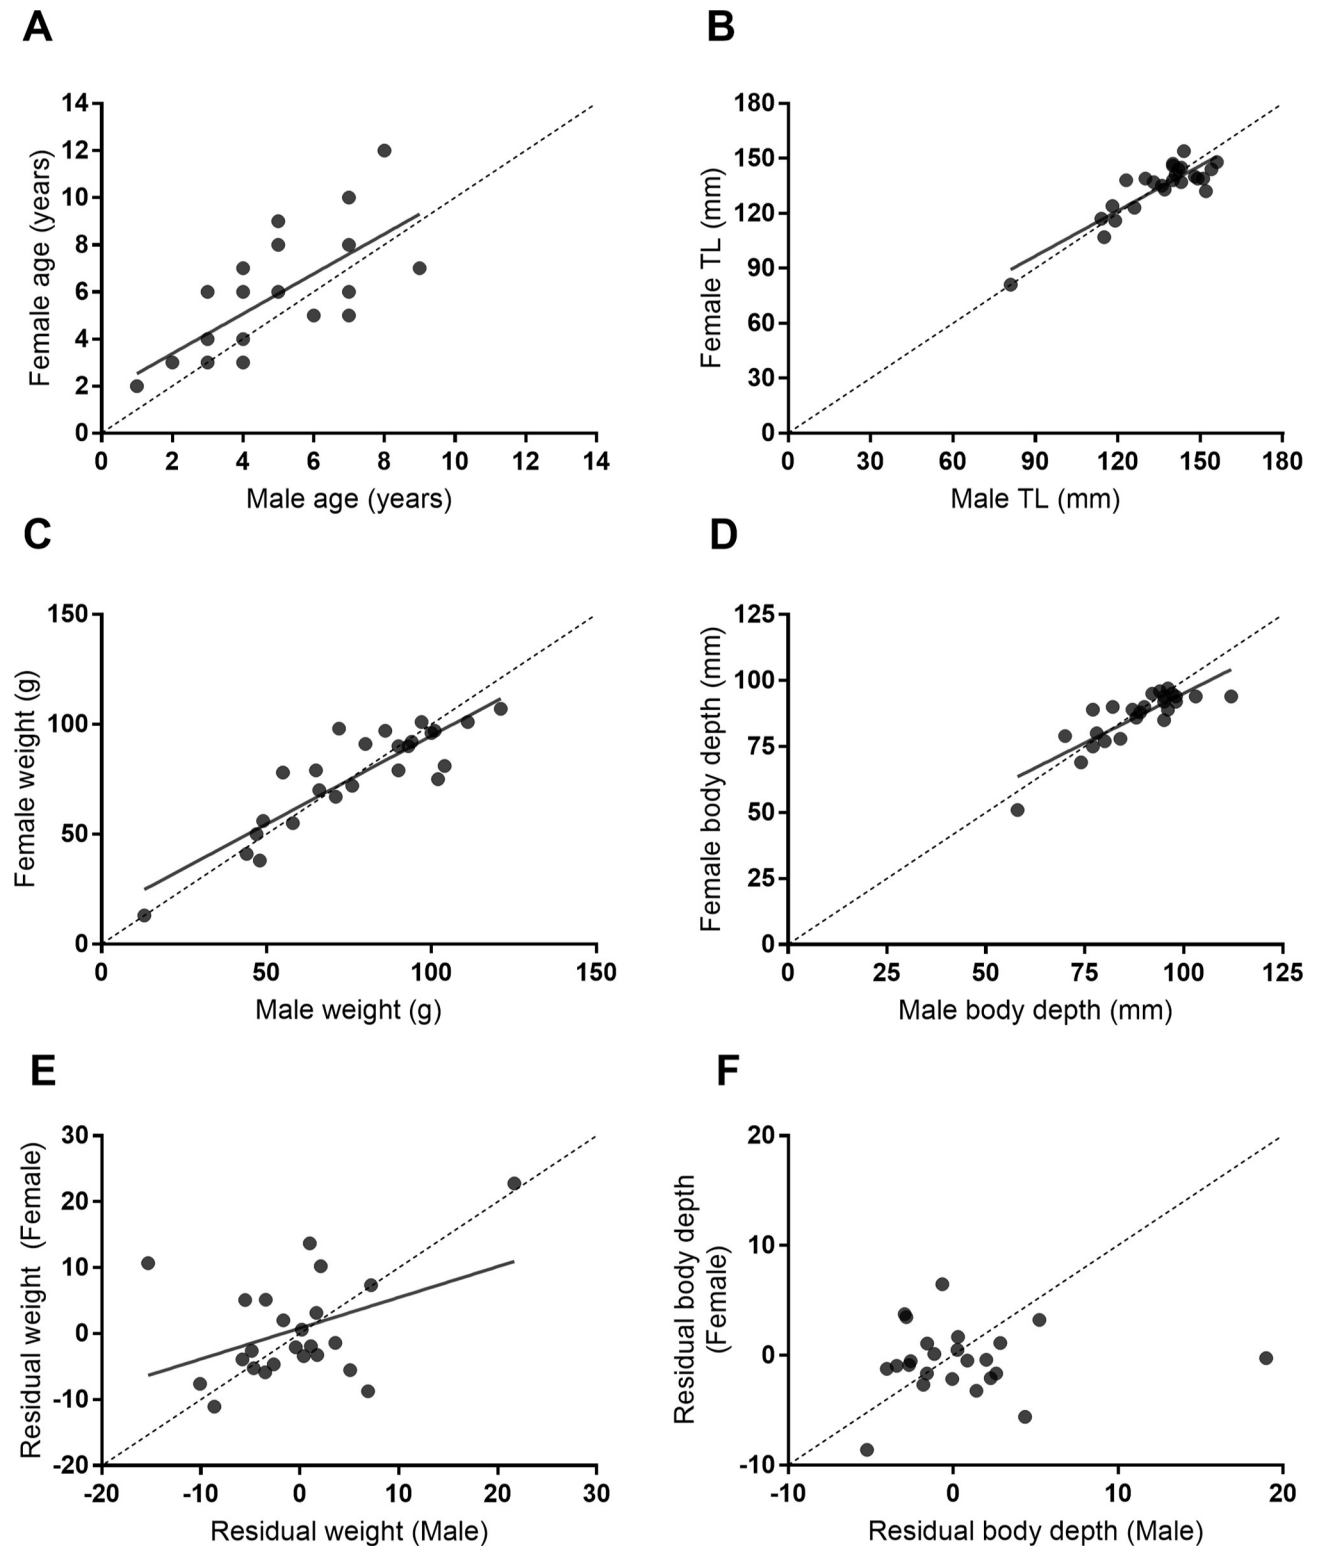 A
Female age (years)
14
12
10
8
6
4
2
0
0 2 4 6 8 10 12 14
Male age (years)
B
Female TL (mm)
180
150
120
90
60
30
0
0 30 60 90 120 150 180
Male TL (mm)
C
Female weight (g)
150
100
50
0
0 50 100 150
Male weight (g)
D
Female body depth (mm)
125
100
75
50
25
0
0 25 50 75 100 125
Male body depth (mm)
E
Residual weight (Female)
30
20
10
0
-10
-20
-20 -10 0 10 20 30
Residual weight (Male)
F
Residual body depth
(Female)
20
10
0
-10
-10 0 10 20
Residual body depth (Male)